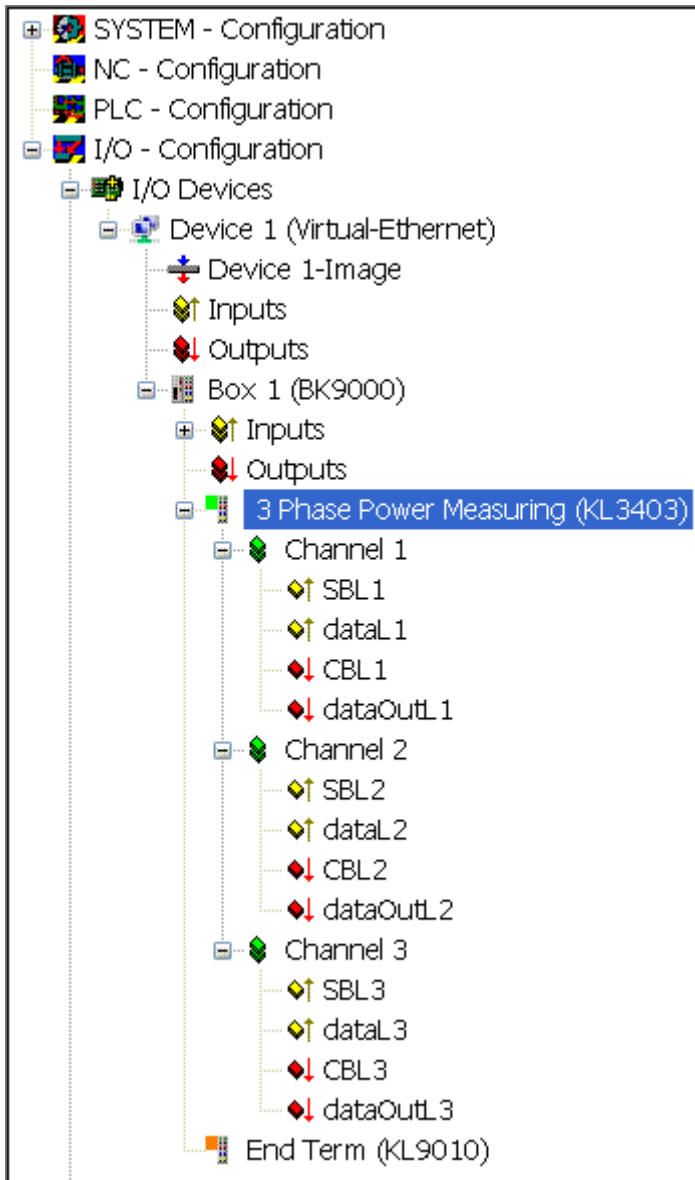 SYSTEM - Configuration
NC - Configuration
PLC - Configuration
I/O - Configuration
I/O Devices
Device 1 (Virtual-Ethernet)
Device 1-Image
Inputs
Outputs
Box 1 (BK9000)
Inputs
Outputs
3 Phase Power Measuring (KL3403)
Channel 1
SBL1
dataL1
CBL1
dataOutL1
Channel 2
SBL2
dataL2
CBL2
dataOutL2
Channel 3
SBL3
dataL3
CBL3
dataOutL3
End Term (KL9010)